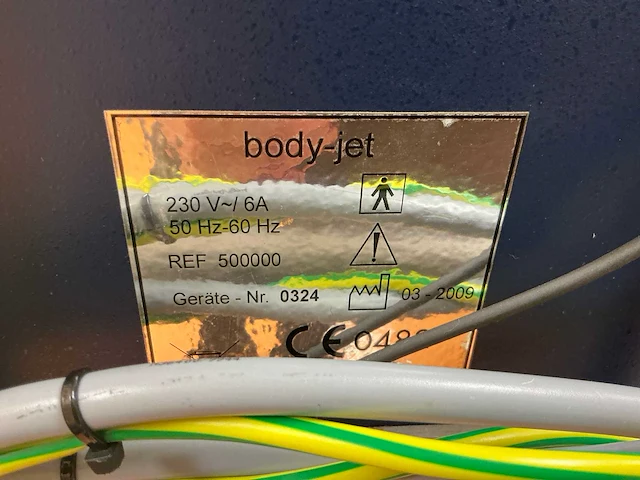 body-jet
230 V~/ 6A
50 Hz-60 Hz
REF 500000
Geräte - Nr. 0324
03 - 2009
CE